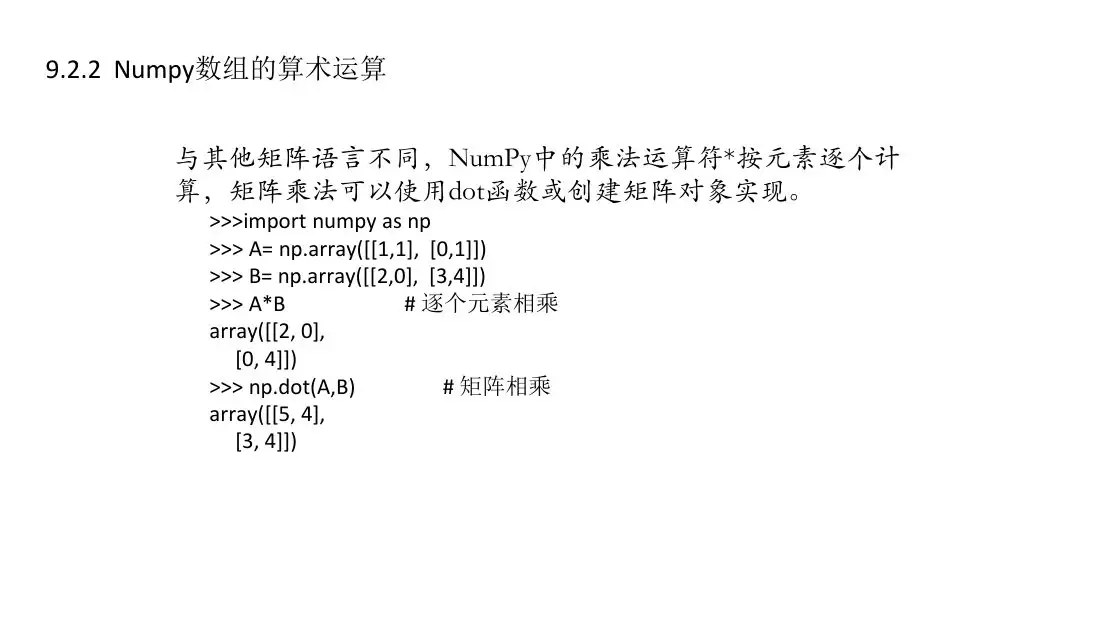 9.2.2 Numpy数组的算术运算
与其他矩阵语言不同，NumPy中的乘法运算符*按元素逐个计
算，矩阵乘法可以使用dot函数或创建矩阵对象实现。
>>>import numpy as np
>>> A= np.array([[1,1], [0,1]])
>>> B= np.array([[2,0], [3,4]])
>>> A*B # 逐个元素相乘
array([[2, 0],
[0, 4]])
>>> np.dot(A,B) # 矩阵相乘
array([[5, 4],
[3, 4]])